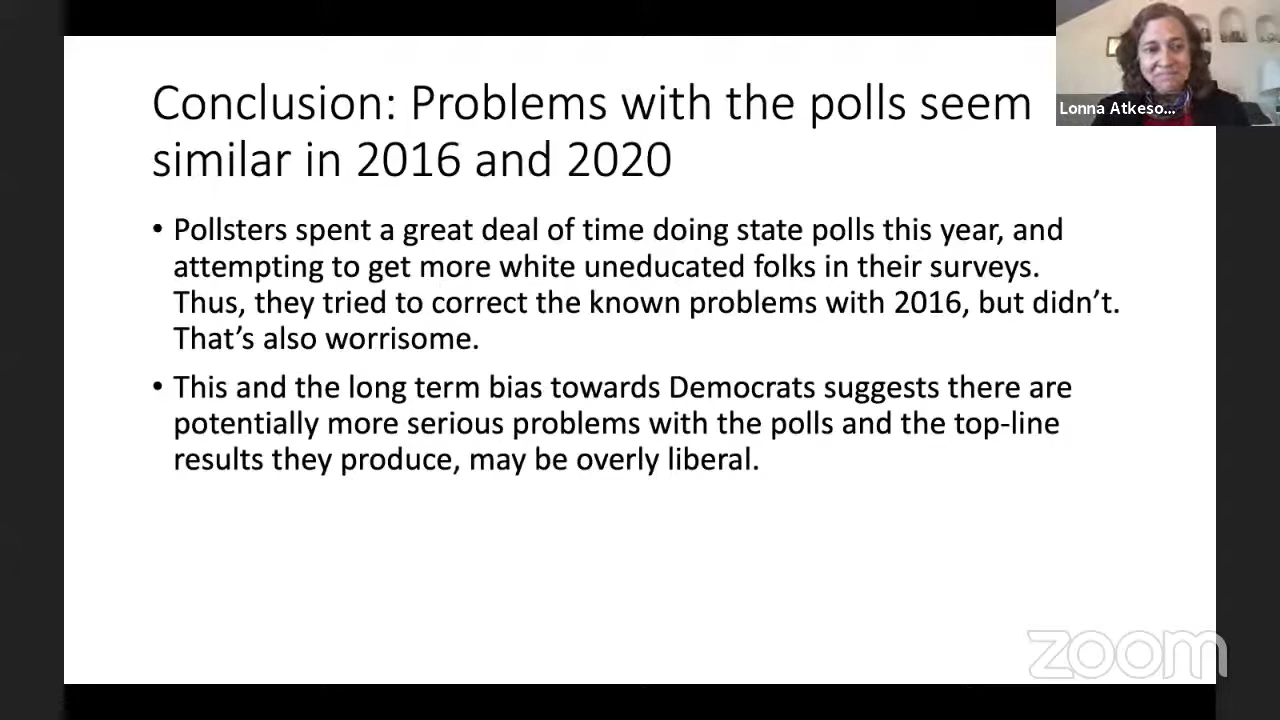 Conclusion: Problems with the polls seem
similar in 2016 and 2020
Lonna Atkeso...
• Pollsters spent a great deal of time doing state polls this year, and
attempting to get more white uneducated folks in their surveys.
Thus, they tried to correct the known problems with 2016, but didn’t.
That’s also worrisome.
• This and the long term bias towards Democrats suggests there are
potentially more serious problems with the polls and the top-line
results they produce, may be overly liberal.
zoom